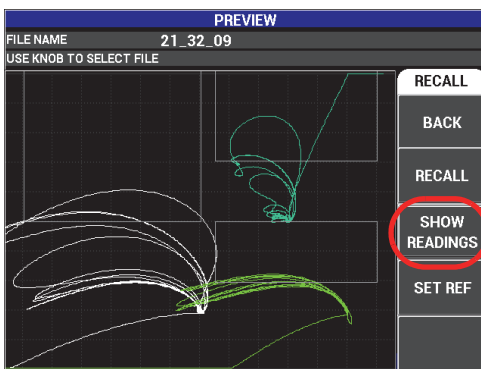 PREVIEW
FILE NAME 21_32_09
USE KNOB TO SELECT FILE
RECALL
BACK
RECALL
SHOW
READINGS
SET REF